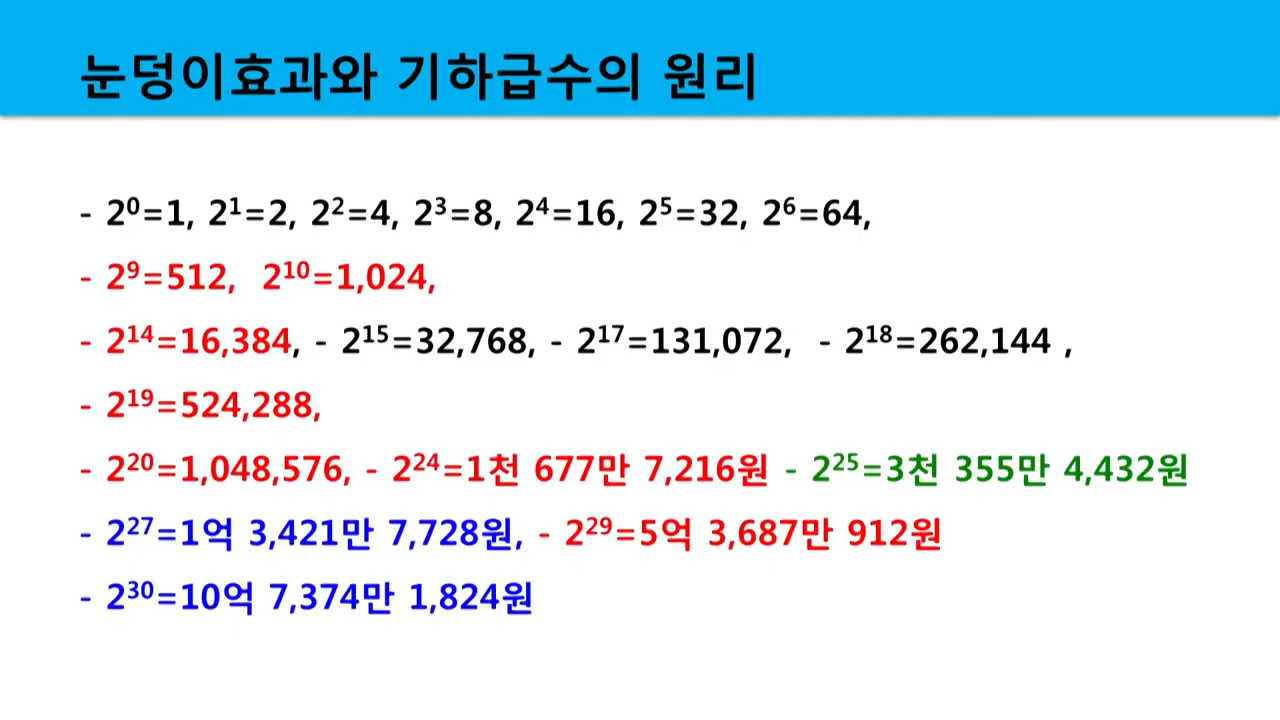 눈덩이효과와 기하급수의 원리
- 2⁰=1, 2¹=2, 2²=4, 2³=8, 2⁴=16, 2⁵=32, 2⁶=64,
- 2⁹=512, 2¹⁰=1,024,
- 2¹⁴=16,384, - 2¹⁵=32,768, - 2¹⁷=131,072, - 2¹⁸=262,144 ,
- 2¹⁹=524,288,
- 2²⁰=1,048,576, - 2²⁴=1천 677만 7,216원 - 2²⁵=3천 355만 4,432원
- 2²⁷=1억 3,421만 7,728원, - 2²⁹=5억 3,687만 912원
- 2³⁰=10억 7,374만 1,824원